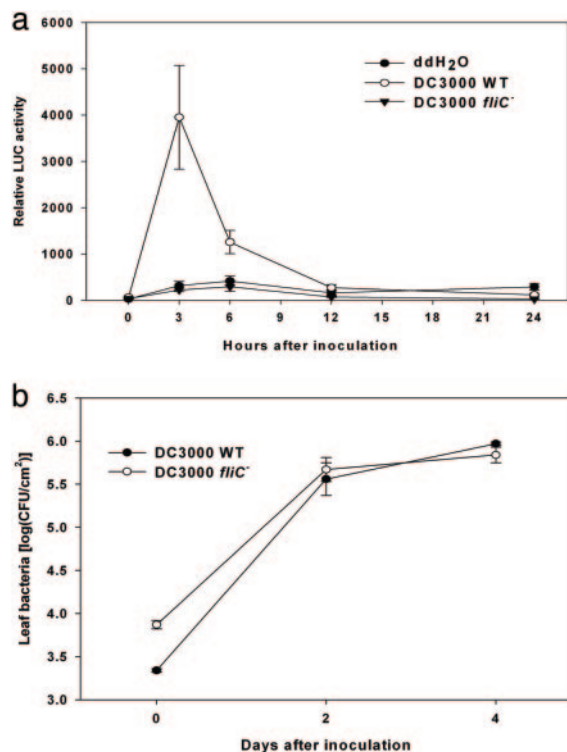 a
6000
5000
4000
3000
2000
1000
0
Relative LUC activity
ddH2O
DC3000 WT
DC3000 fliC-
0 3 6 9 12 15 18 21 24
Hours after inoculation
b
6.5
6.0
5.5
5.0
4.5
4.0
3.5
3.0
Leaf bacteria [log(CFU/cm2)]
DC3000 WT
DC3000 fliC-
0 2 4
Days after inoculation